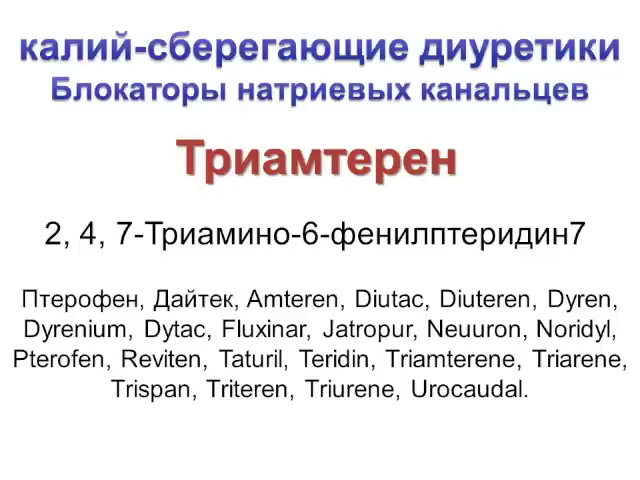 калий-сберегающие диуретики
Блокаторы натриевых канальцев
Триамтерен
2, 4, 7-Триамино-6-фенилптеридин7
Птерофен, Дайтек, Amteren, Diutac, Diuteren, Dyren,
Dyrenium, Dytac, Fluxinar, Jatropur, Neuuron, Noridyl,
Pterofen, Reviten, Taturil, Teridin, Triamterene, Triarene,
Trispan, Triteren, Triurene, Urocaudal.